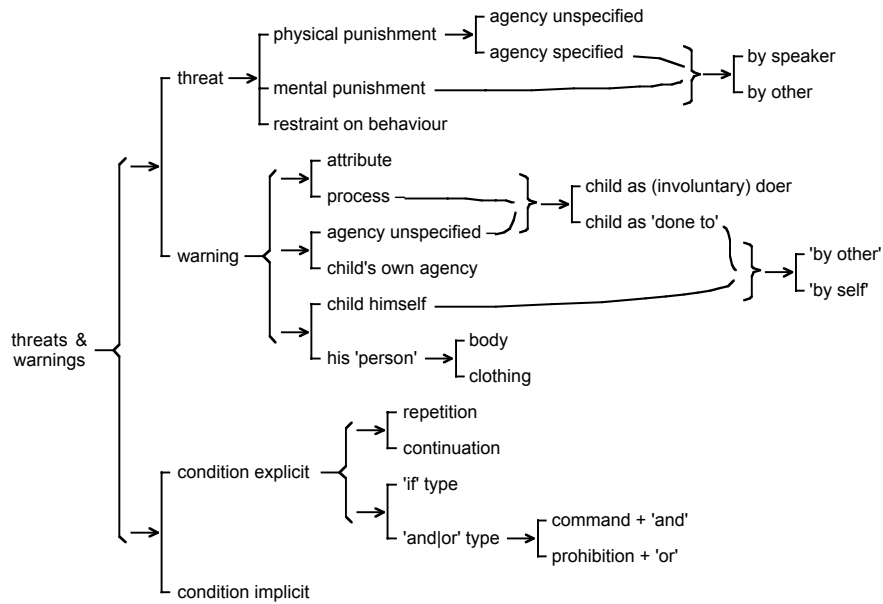 physical punishment
agency unspecified
agency specified
by speaker
threat
mental punishment
by other
restraint on behaviour
attribute
process
child as (involuntary) doer
child as 'done to'
agency unspecified
warning
child's own agency
'by other'
'by self'
child himself
threats &
warnings
his 'person'
body
clothing
repetition
continuation
condition explicit
'if' type
'and|or' type
command + 'and'
prohibition + 'or'
condition implicit